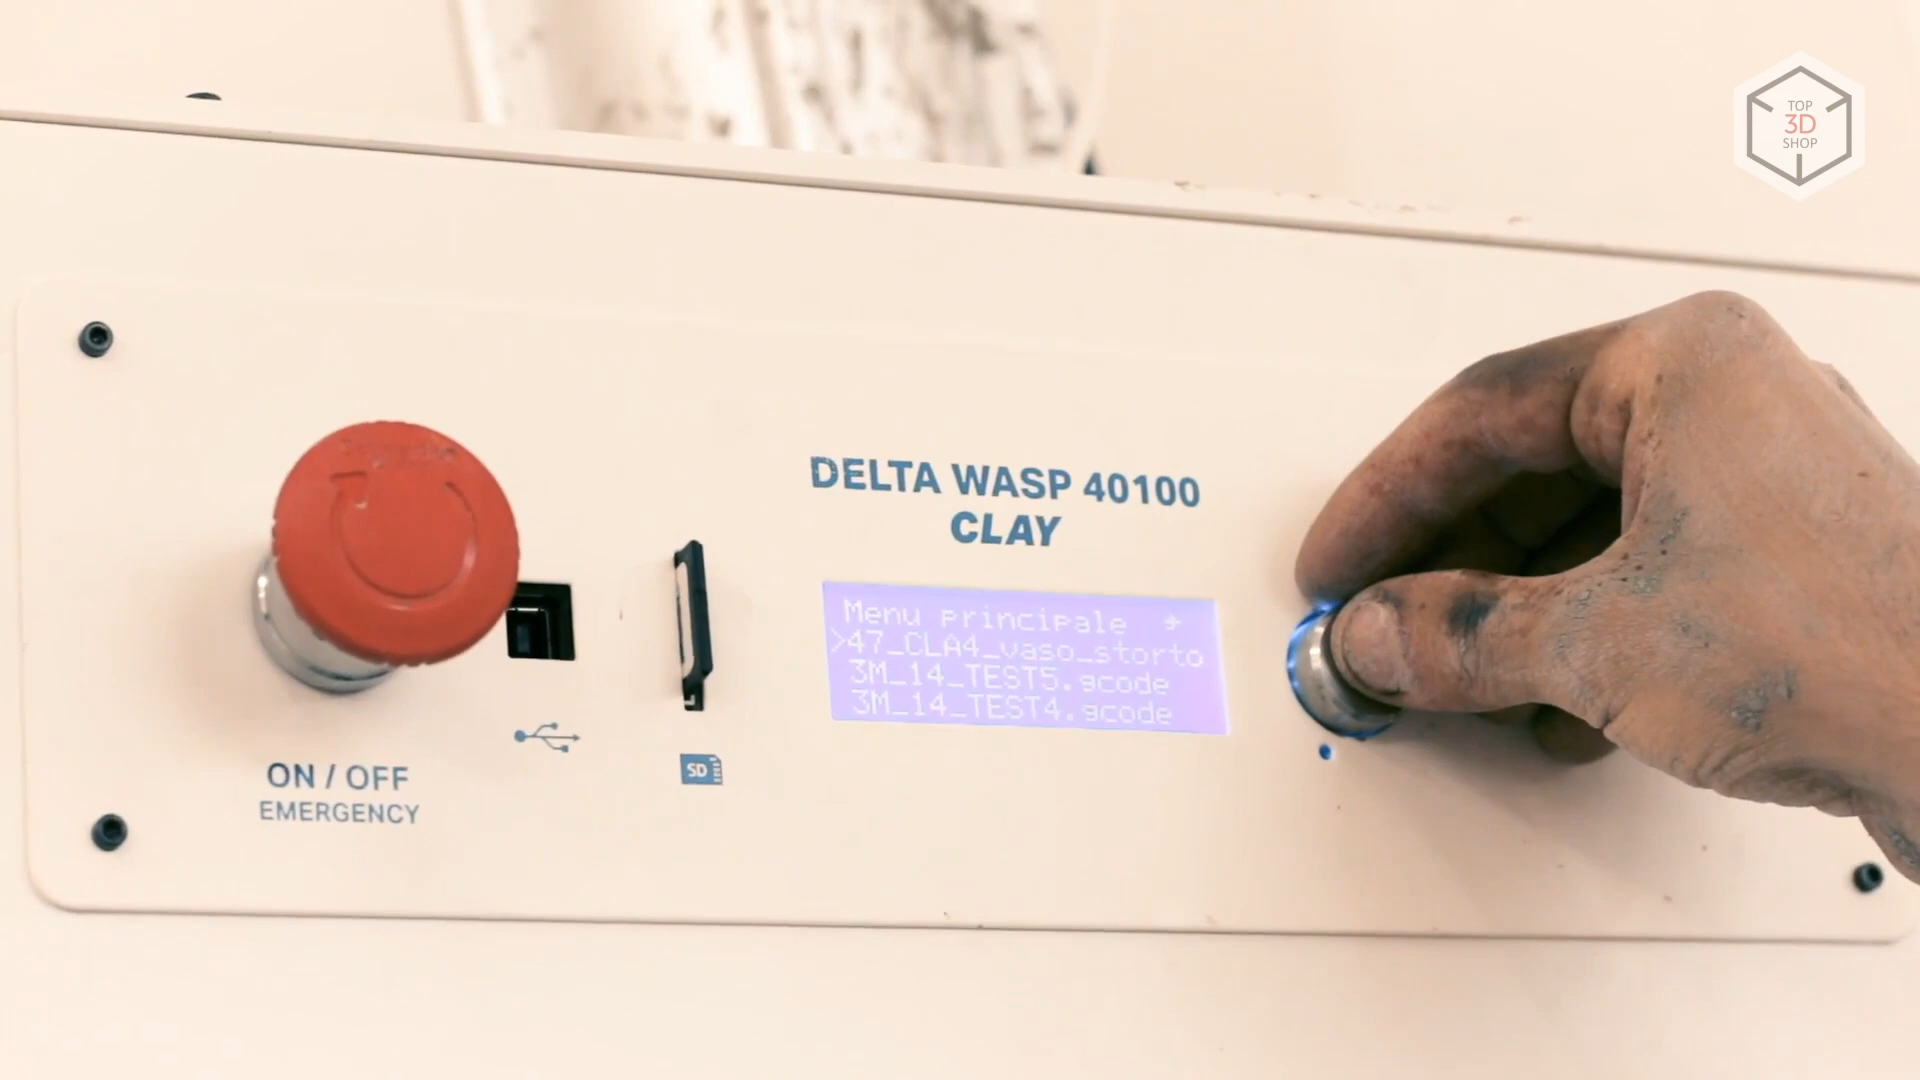 TOP
3D
SHOP
DELTA WASP 40100
CLAY
Menu principale
>47_CLA4_vaso_storto
3M_14_TEST5.gcode
3M_14_TEST4.gcode
SD
ON / OFF
EMERGENCY